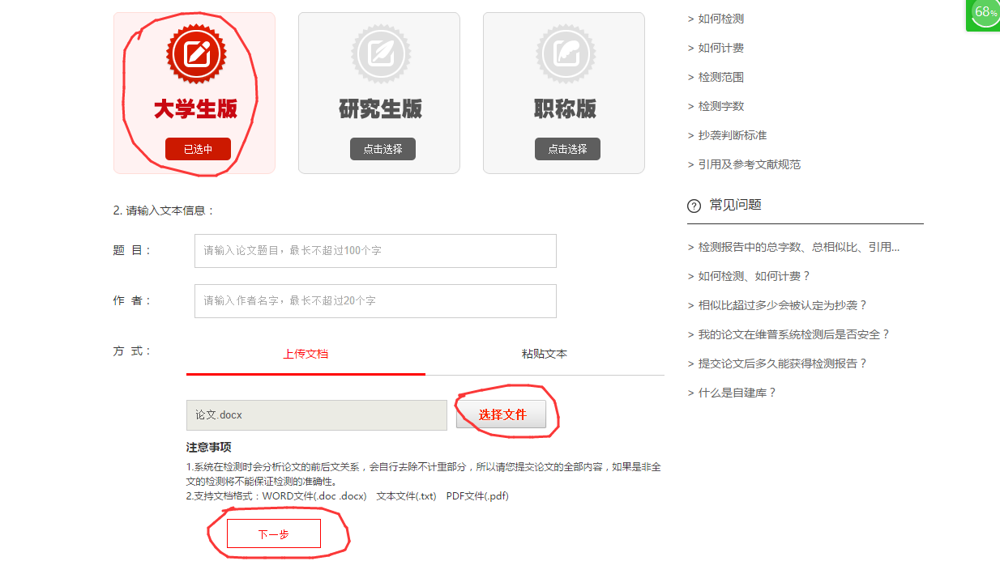 大学生版
已选中
研究生版
点击选择
职称版
点击选择
2. 请输入文本信息：
题 目：
请输入论文题目，最长不超过100个字
作 者：
请输入作者名字，最长不超过20个字
方 式：
上传文档
粘贴文本
论文.docx
选择文件
注意事项
1.系统在检测时会分析论文的前后文关系，会自行去除不计重部分，所以请您提交论文的全部内容，如果是非全
文的检测将不能保证检测的准确性。
2.支持文档格式：WORD文件(.doc .docx) 文本文件(.txt) PDF文件(.pdf)
下一步
> 如何检测
> 如何计费
> 检测范围
> 检测字数
> 抄袭判断标准
> 引用及参考文献规范
? 常见问题
> 检测报告中的总字数、总相似比、引用...
> 如何检测、如何计费？
> 相似比超过多少会被认定为抄袭？
> 我的论文在维普系统检测后是否安全？
> 提交论文后多久能获得检测报告？
> 什么是自建库？
68%